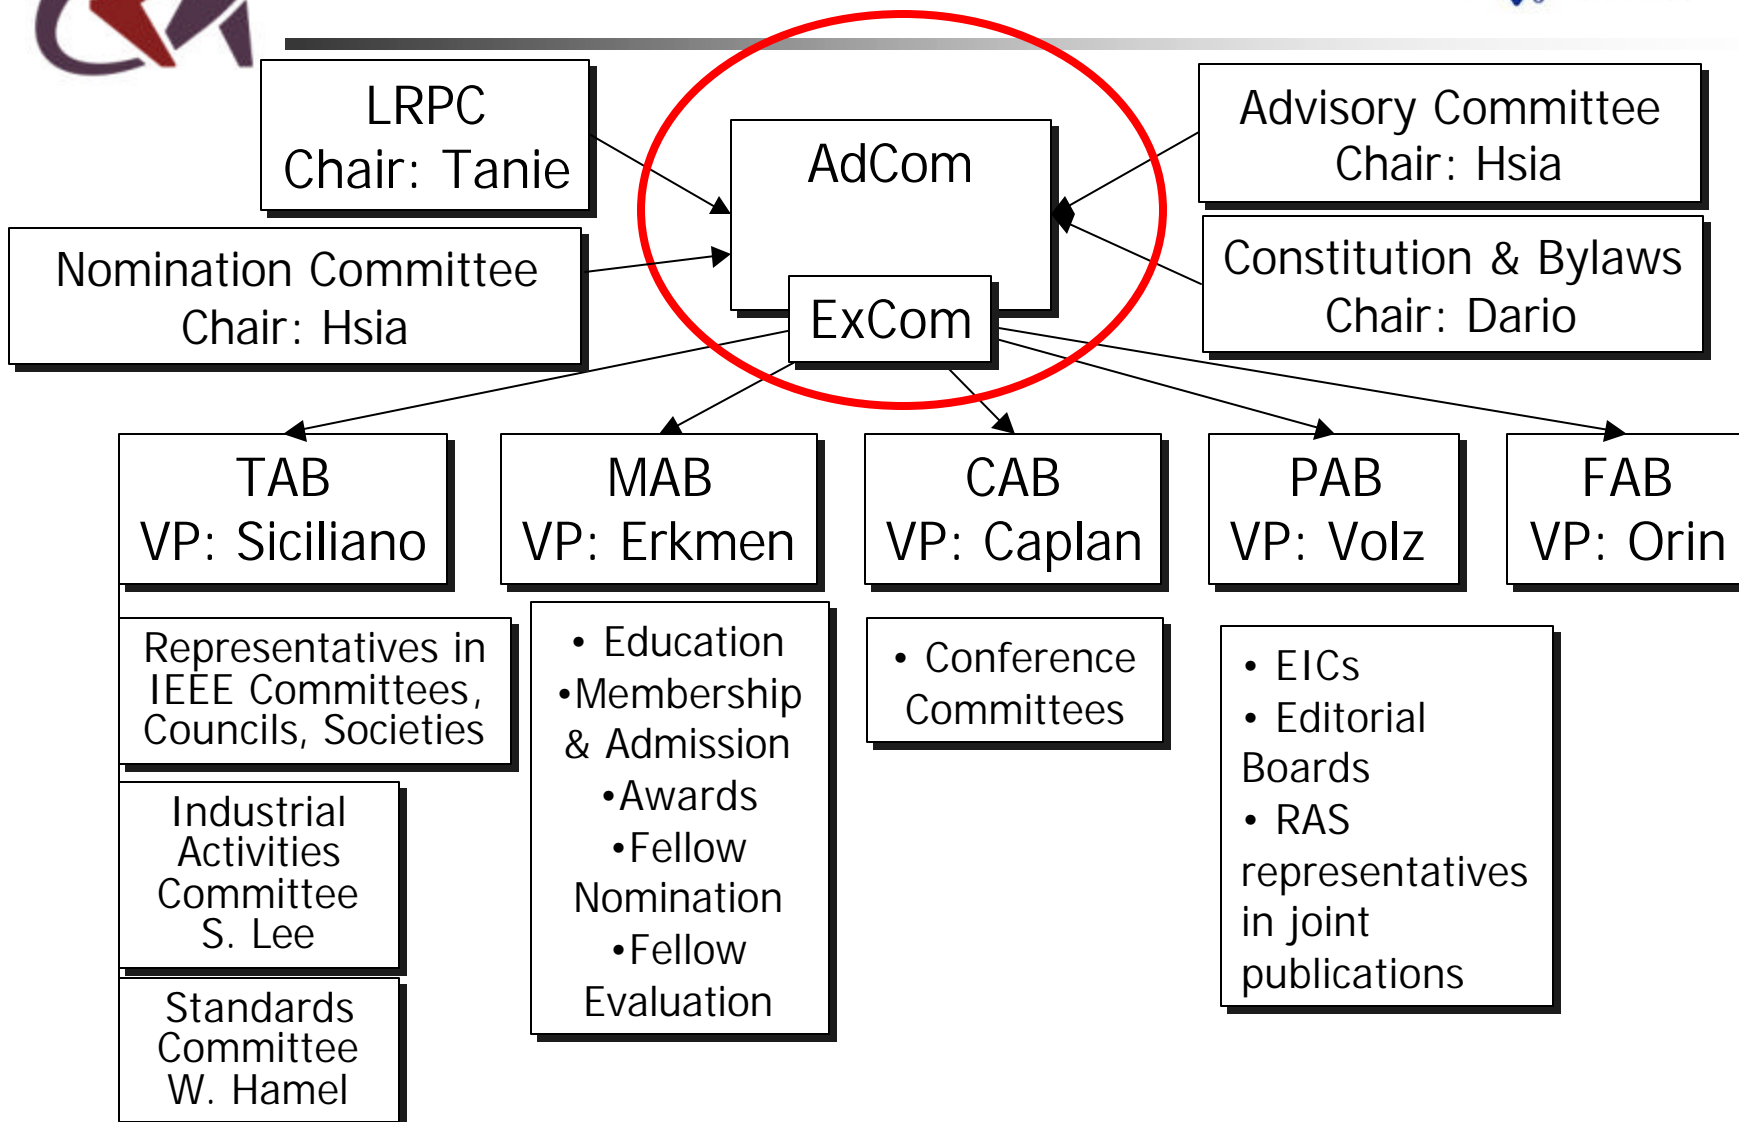 LRPC
Chair: Tanie
AdCom
Advisory Committee
Chair: Hsia
Nomination Committee
Chair: Hsia
ExCom
Constitution & Bylaws
Chair: Dario
TAB
VP: Siciliano
MAB
VP: Erkmen
CAB
VP: Caplan
PAB
VP: Volz
FAB
VP: Orin
Representatives in
IEEE Committees,
Councils, Societies
Industrial
Activities
Committee
S. Lee
Standards
Committee
W. Hamel
• Education
•Membership
& Admission
•Awards
•Fellow
Nomination
•Fellow
Evaluation
• Conference
Committees
• EICs
• Editorial
Boards
• RAS
representatives
in joint
publications